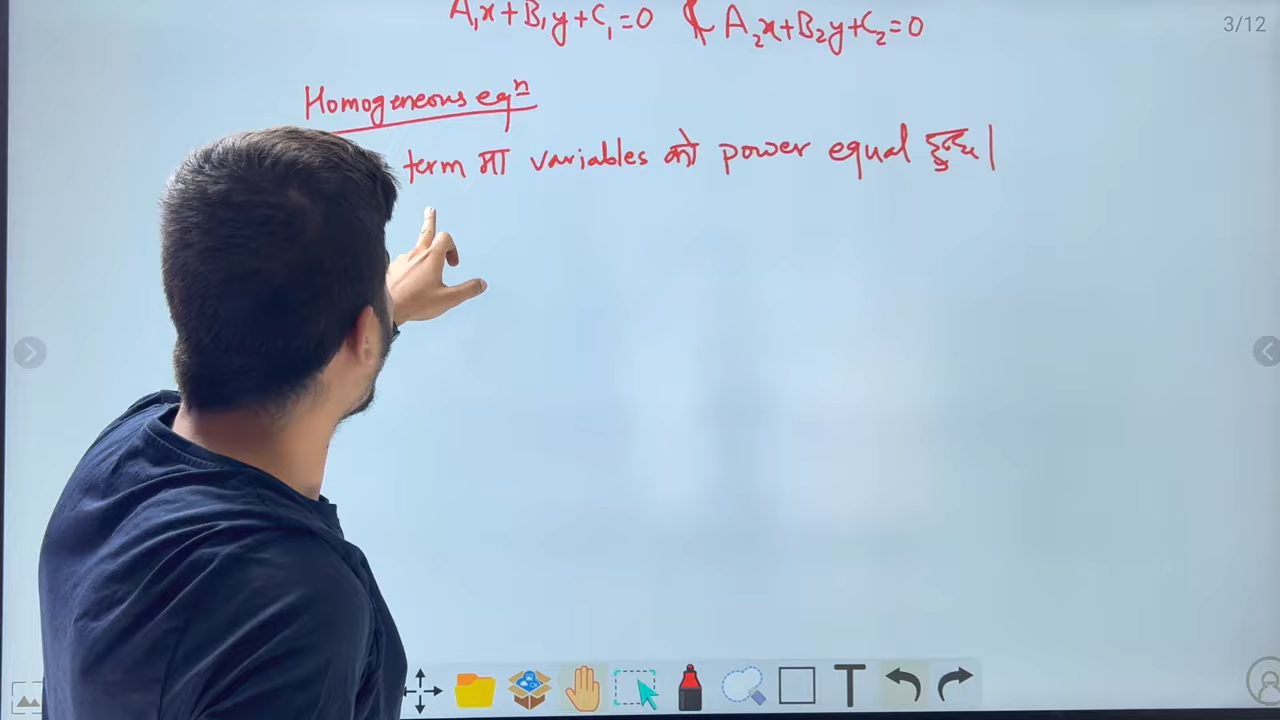 A₁x+B₁y+C₁=0 & A₂x+B₂y+C₂=0
3/12
Homogeneous eqⁿ
term मा variables को power equal हुन्छ।
T